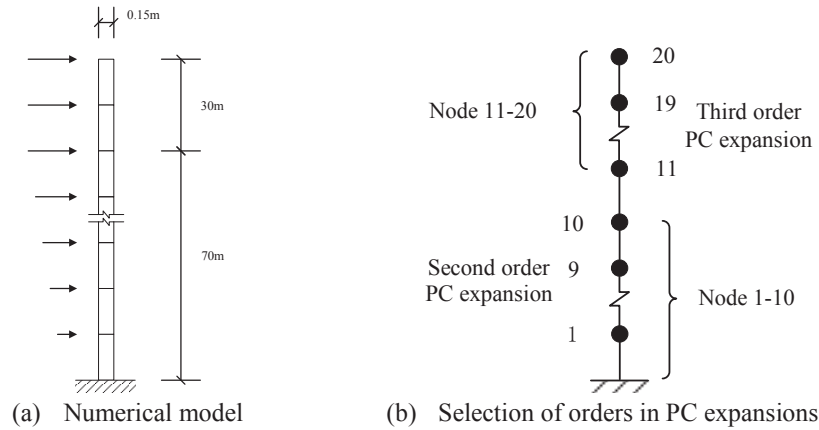 0.15m
30m
70m
(a) Numerical model
20
19
Node 11-20
Third order
PC expansion
11
10
Second order
PC expansion
9
Node 1-10
1
(b) Selection of orders in PC expansions